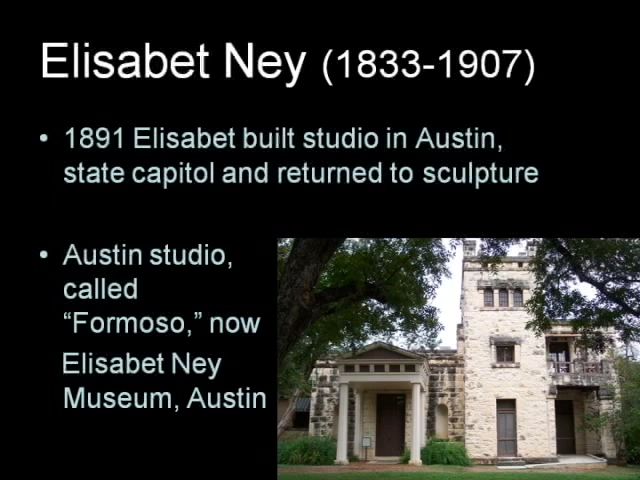 Elisabet Ney (1833-1907)
• 1891 Elisabet built studio in Austin,
state capitol and returned to sculpture
• Austin studio,
called
“Formoso,” now
Elisabet Ney
Museum, Austin